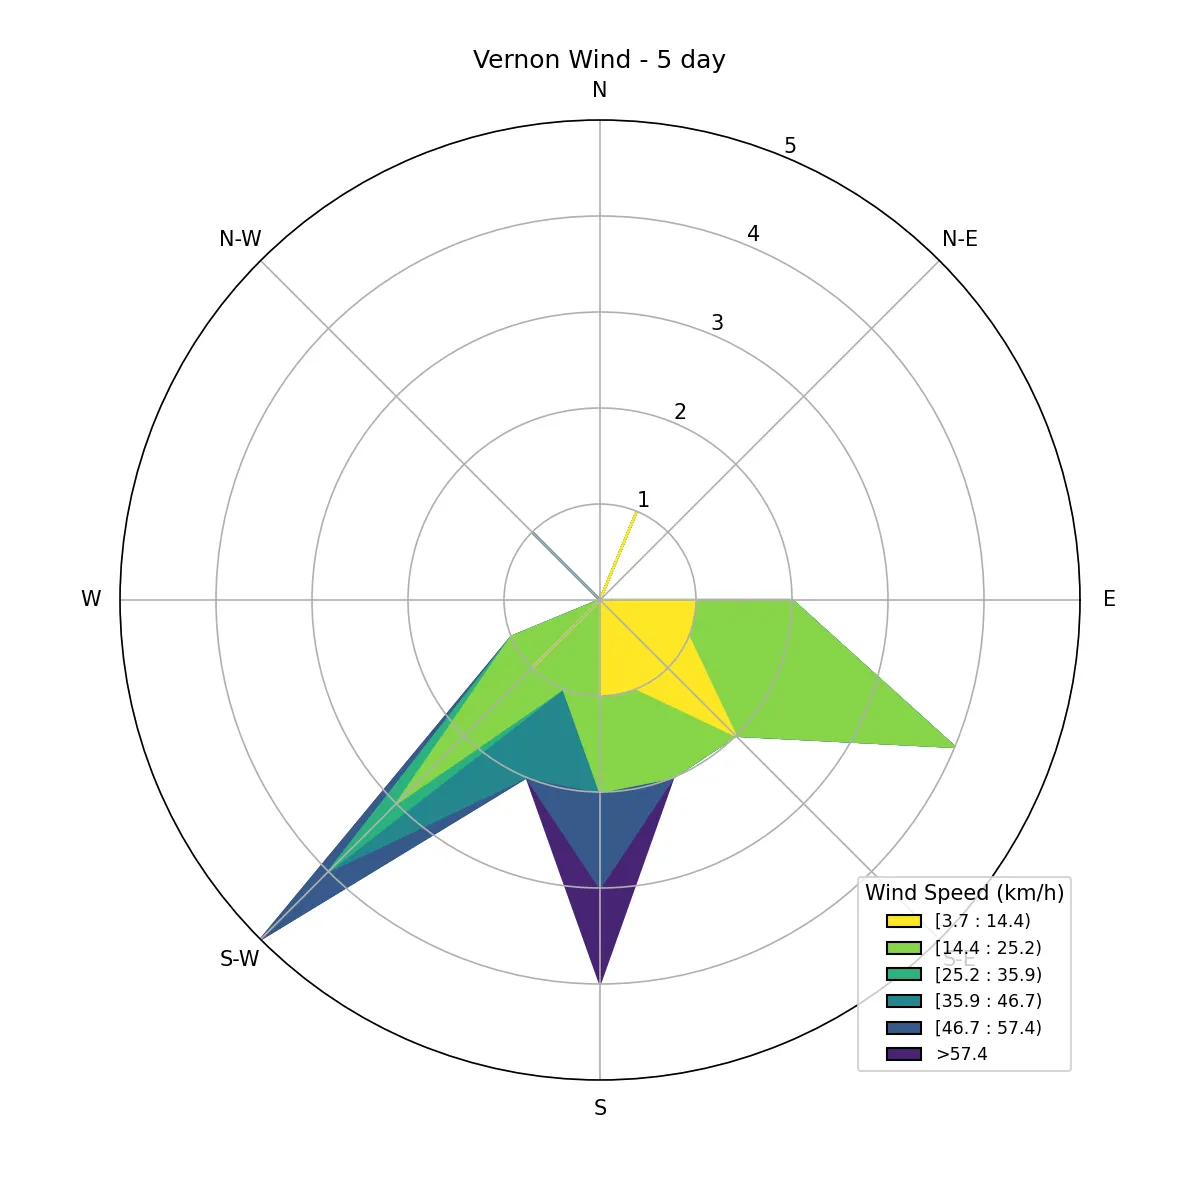 Vernon Wind - 5 day
N
5
N-W
N-E
4
3
2
1
W
E
Wind Speed (km/h)
[3.7 : 14.4)
[14.4 : 25.2)
[25.2 : 35.9)
[35.9 : 46.7)
[46.7 : 57.4)
>57.4
S-W
S-E
S